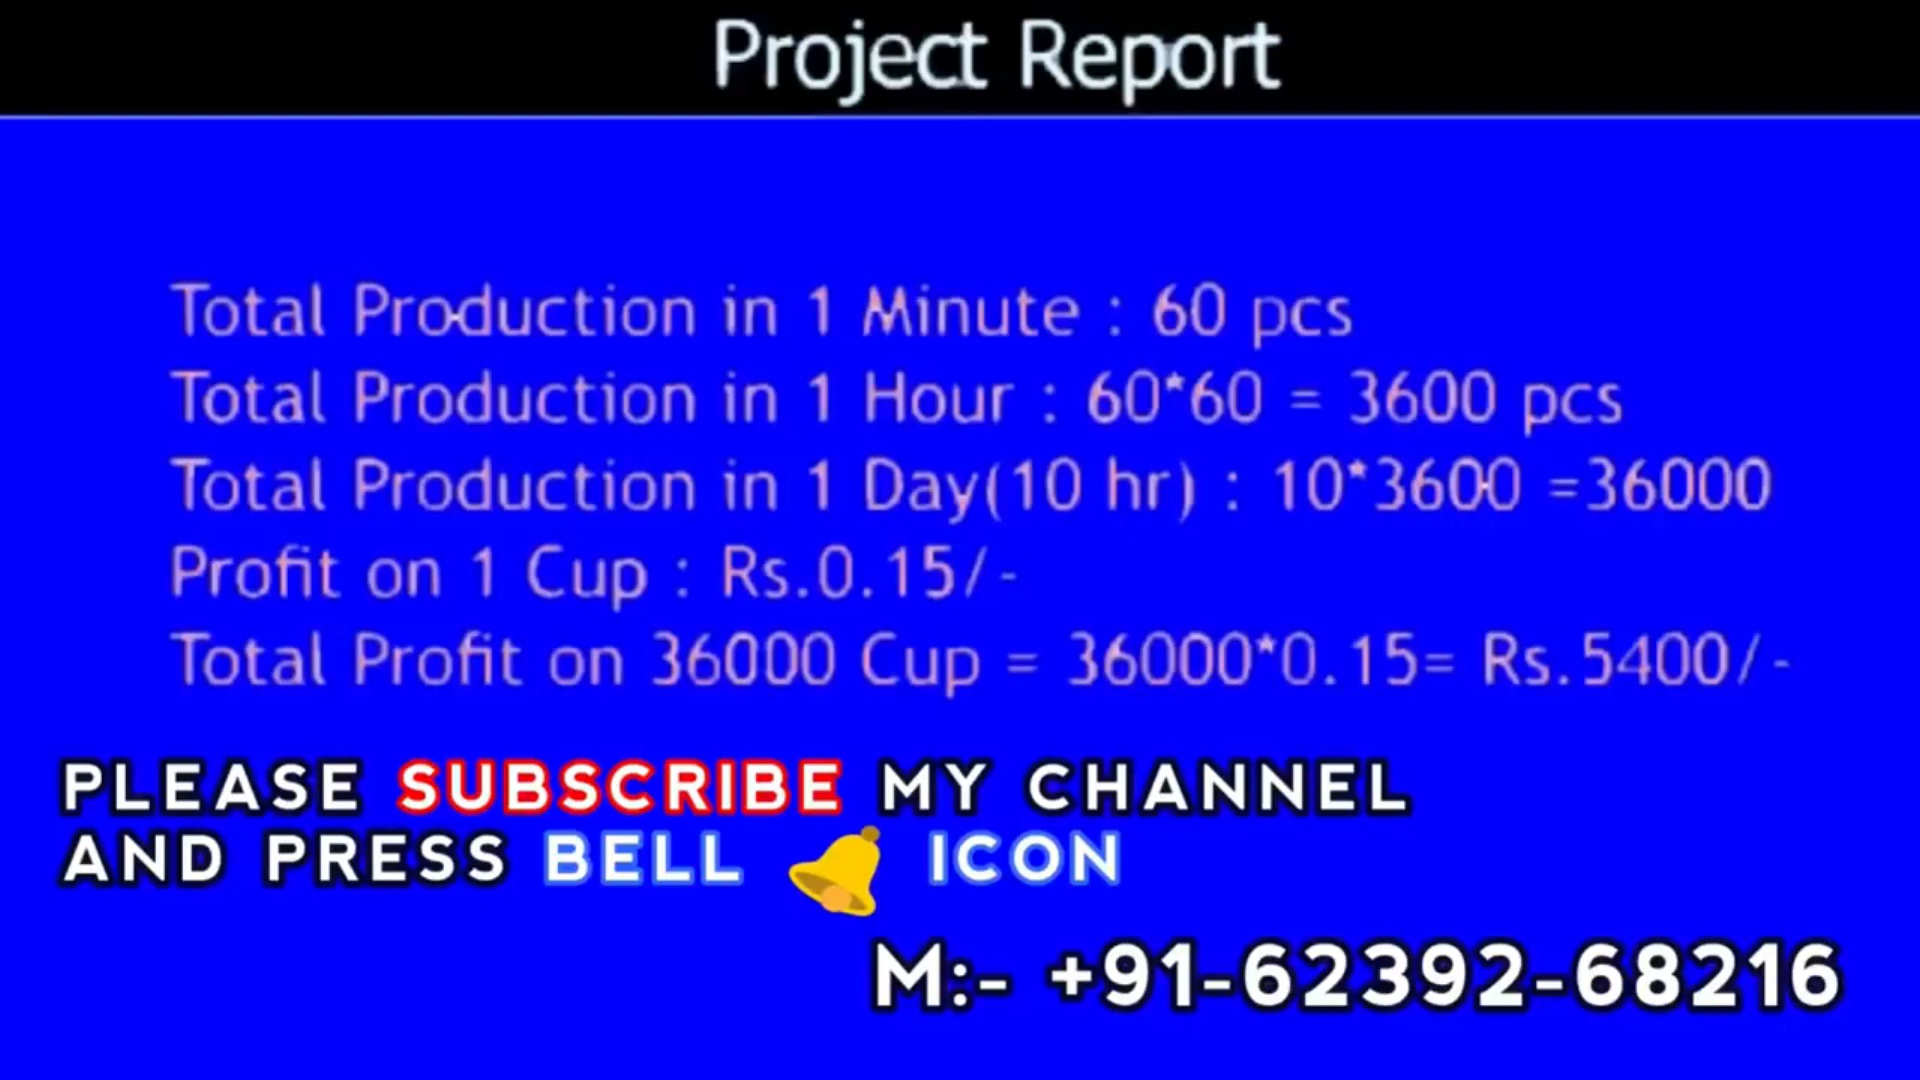 Project Report
Total Production in 1 Minute : 60 pcs
Total Production in 1 Hour : 60*60 = 3600 pcs
Total Production in 1 Day(10 hr) : 10*3600 =36000
Profit on 1 Cup : Rs.0.15/-
Total Profit on 36000 Cup = 36000*0.15= Rs.5400/-
PLEASE SUBSCRIBE MY CHANNEL
AND PRESS BELL 🔔 ICON
M:- +91-62392-68216